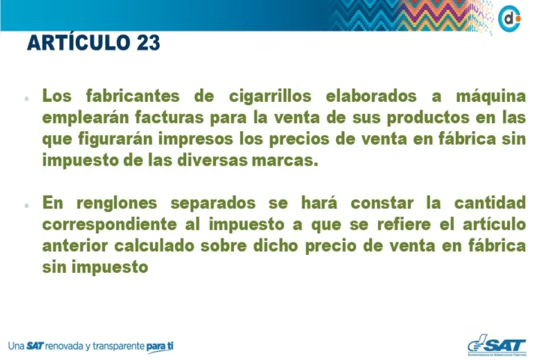 ARTÍCULO 23
Los fabricantes de cigarrillos elaborados a máquina
emplearán facturas para la venta de sus productos en las
que figurarán impresos los precios de venta en fábrica sin
impuesto de las diversas marcas.
En renglones separados se hará constar la cantidad
correspondiente al impuesto a que se refiere el artículo
anterior calculado sobre dicho precio de venta en fábrica
sin impuesto
Una SAT renovada y transparente para ti
SAT